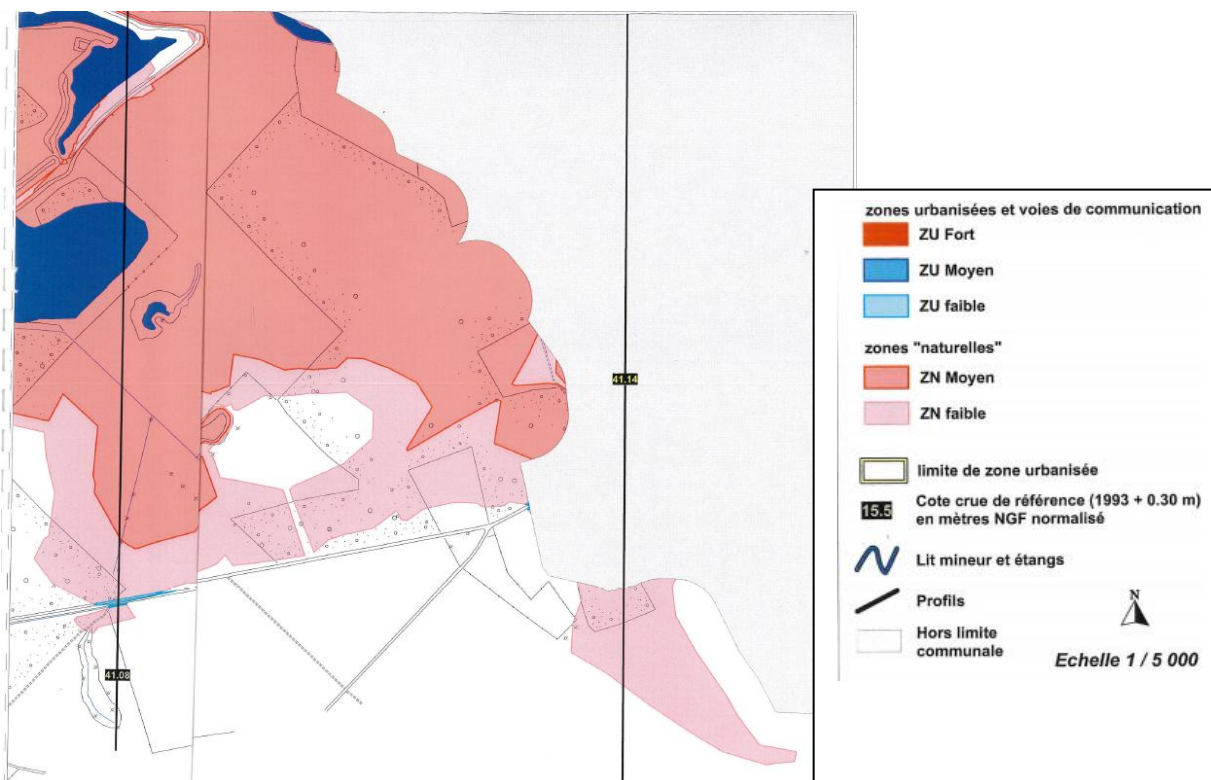 41.14
41.08
zones urbanisées et voies de communication
ZU Fort
ZU Moyen
ZU faible
zones "naturelles"
ZN Moyen
ZN faible
limite de zone urbanisée
15.5
Cote crue de référence (1993 + 0.30 m)
en mètres NGF normalisé
Lit mineur et étangs
Profils
N
Hors limite
communale
Echelle 1 / 5 000